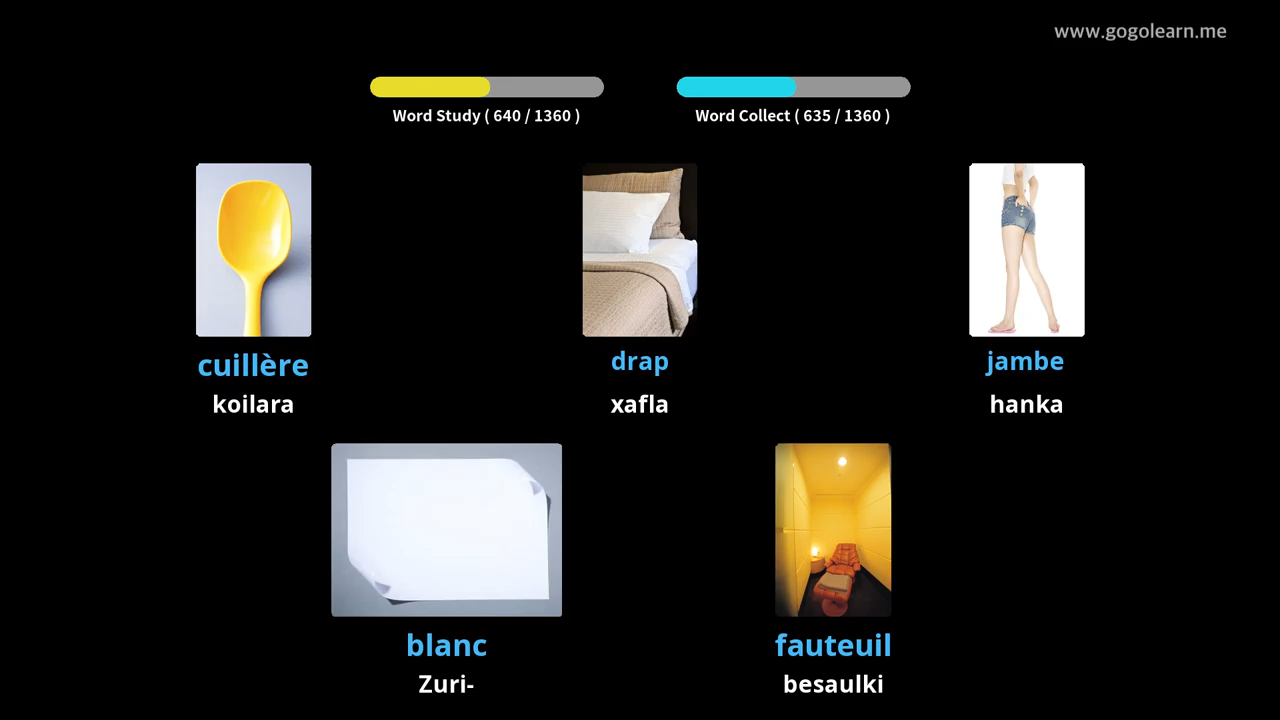 www.gogolearn.me
Word Study ( 640 / 1360 )
Word Collect ( 635 / 1360 )
cuillère
koilara
drap
xafla
jambe
hanka
blanc
Zuri-
fauteuil
besaulki